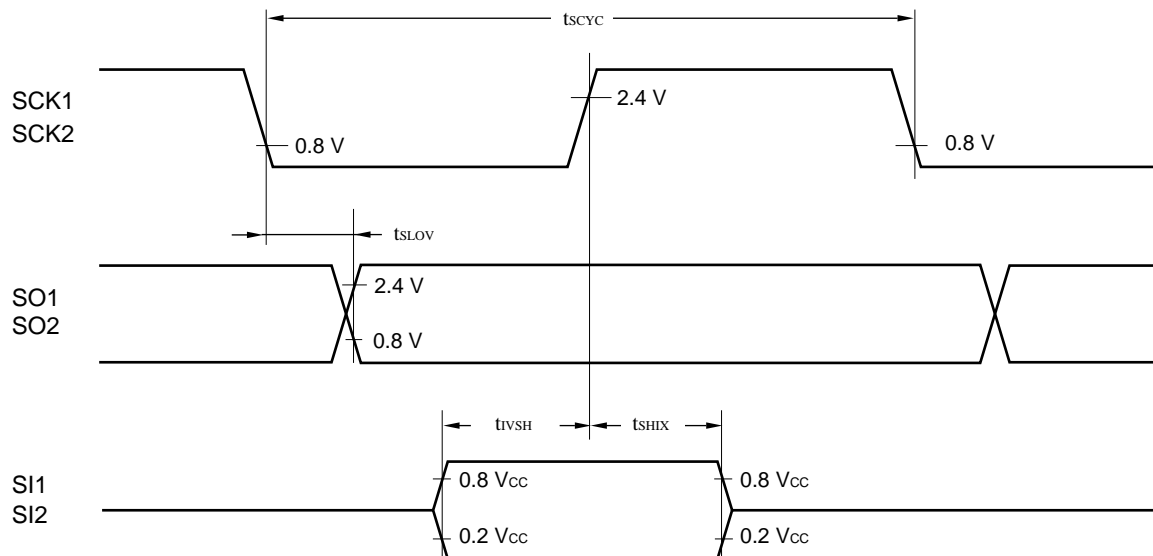 tSCYC
SCK1
SCK2
2.4 V
0.8 V
0.8 V
tSLOV
SO1
SO2
2.4 V
0.8 V
tIVSH
tSHIX
SI1
SI2
0.8 VCC
0.8 VCC
0.2 VCC
0.2 VCC